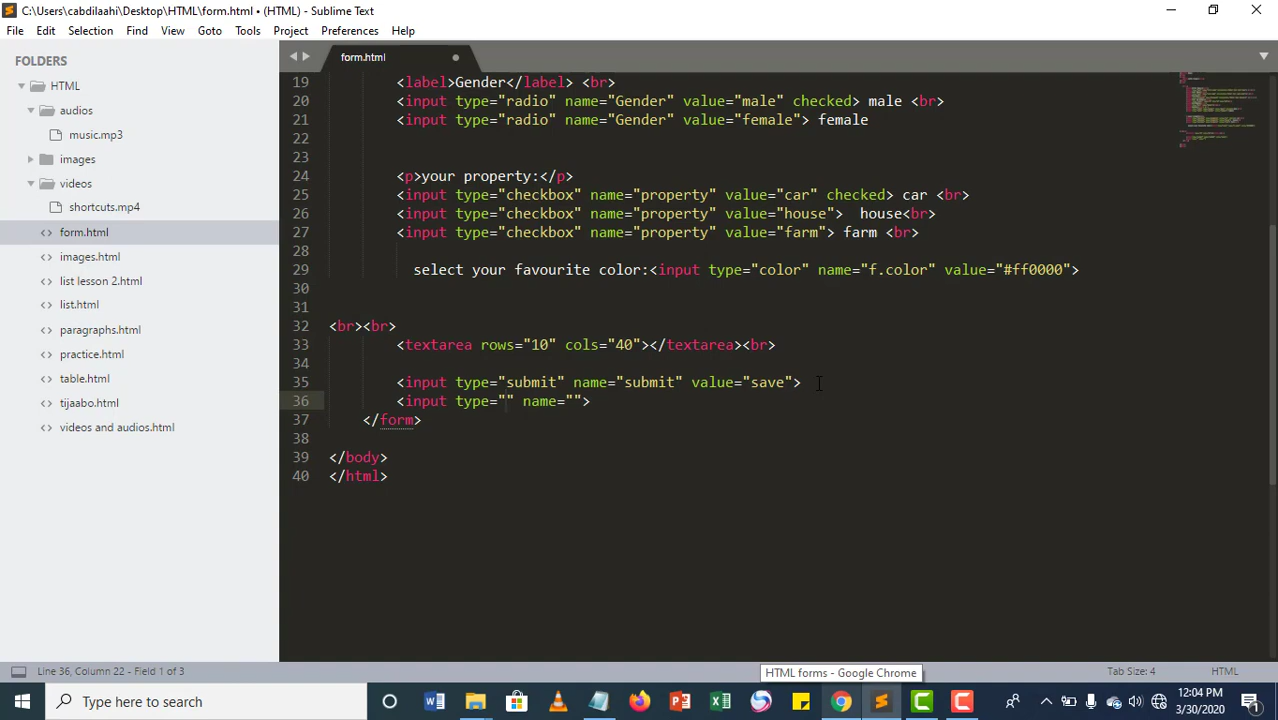 C:\Users\cabdilaahi\Desktop\HTML\form.html • (HTML) - Sublime Text
File Edit Selection Find View Goto Tools Project Preferences Help
FOLDERS
HTML
audios
music.mp3
images
videos
shortcuts.mp4
form.html
images.html
list lesson 2.html
list.html
paragraphs.html
practice.html
table.html
tijaabo.html
videos and audios.html
form.html
19 <label>Gender</label> <br>
20 <input type="radio" name="Gender" value="male" checked> male <br>
21 <input type="radio" name="Gender" value="female"> female
22
23
24 <p>your property:</p>
25 <input type="checkbox" name="property" value="car" checked> car <br>
26 <input type="checkbox" name="property" value="house">  house<br>
27 <input type="checkbox" name="property" value="farm"> farm <br>
28
29 select your favourite color:<input type="color" name="f.color" value="#ff0000">
30
31
32 <br><br>
33 <textarea rows="10" cols="40"></textarea><br>
34
35 <input type="submit" name="submit" value="save">
36 <input type="" name="">
37 </form>
38
39 </body>
40 </html>
Line 36, Column 22 - Field 1 of 3
HTML forms - Google Chrome
Tab Size: 4
HTML
Type here to search
12:04 PM
3/30/2020
1